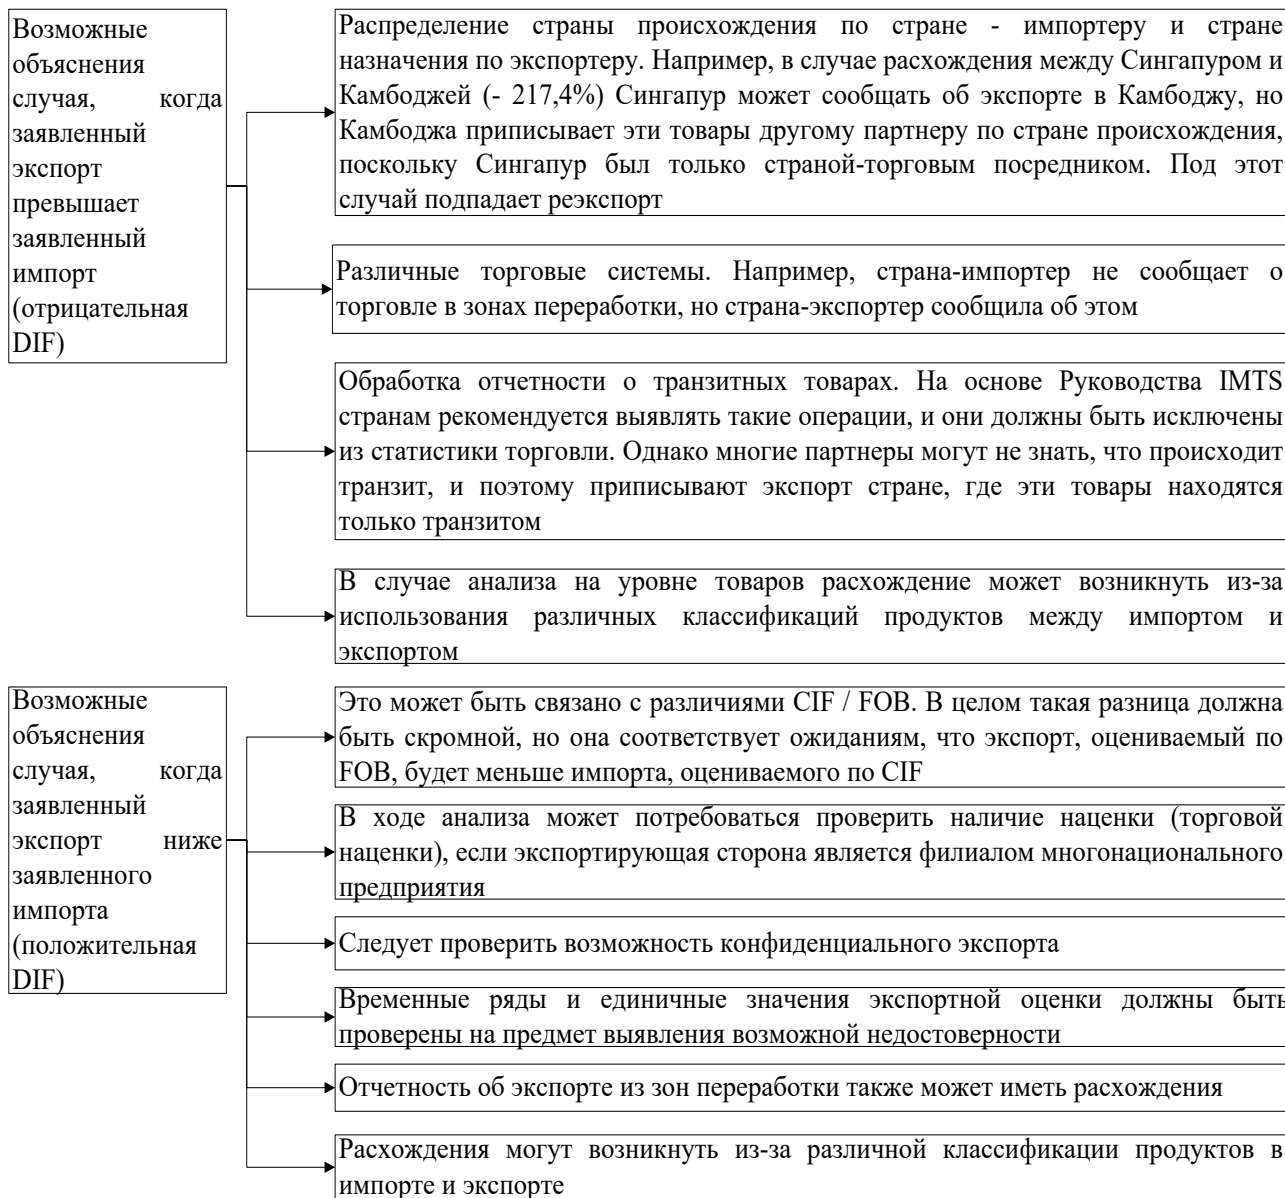 Возможные
объяснения
случая, когда
заявленный
экспорт
превышает
заявленный
импорт
(отрицательная
DIF)
Распределение страны происхождения по стране - импортеру и стране
назначения по экспортеру. Например, в случае расхождения между Сингапуром и
Камбоджей (- 217,4%) Сингапур может сообщать об экспорте в Камбоджу, но
Камбоджа приписывает эти товары другому партнеру по стране происхождения,
поскольку Сингапур был только страной-торговым посредником. Под этот
случай подпадает реэкспорт
Различные торговые системы. Например, страна-импортер не сообщает о
торговле в зонах переработки, но страна-экспортер сообщила об этом
Обработка отчетности о транзитных товарах. На основе Руководства IMTS
странам рекомендуется выявлять такие операции, и они должны быть исключены
из статистики торговли. Однако многие партнеры могут не знать, что происходит
транзит, и поэтому приписывают экспорт стране, где эти товары находятся
только транзитом
В случае анализа на уровне товаров расхождение может возникнуть из-за
использования различных классификаций продуктов между импортом и
экспортом
Возможные
объяснения
случая, когда
заявленный
экспорт ниже
заявленного
импорта
(положительная
DIF)
Это может быть связано с различиями CIF / FOB. В целом такая разница должна
быть скромной, но она соответствует ожиданиям, что экспорт, оцениваемый по
FOB, будет меньше импорта, оцениваемого по CIF
В ходе анализа может потребоваться проверить наличие наценки (торговой
наценки), если экспортирующая сторона является филиалом многонационального
предприятия
Следует проверить возможность конфиденциального экспорта
Временные ряды и единичные значения экспортной оценки должны быть
проверены на предмет выявления возможной недостоверности
Отчетность об экспорте из зон переработки также может иметь расхождения
Расхождения могут возникнуть из-за различной классификации продуктов в
импорте и экспорте